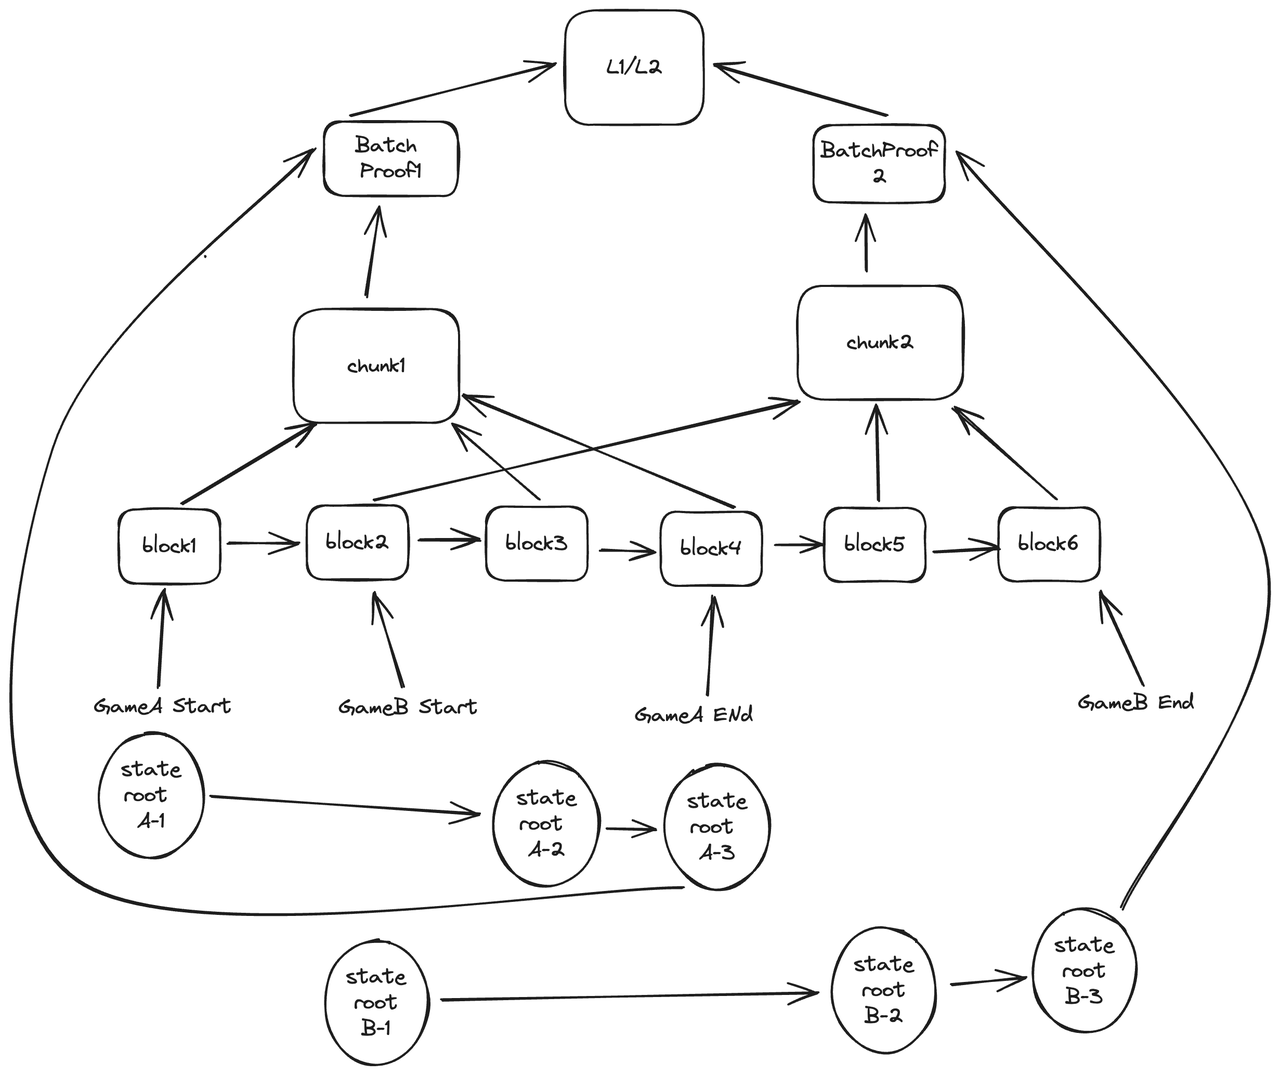 L1/L2
Batch
Proof1
BatchProof
2
chunk1
chunk2
block1
block2
block3
block4
block5
block6
GameA Start
GameB Start
GameA ENd
GameB End
state
root
A-1
state
root
A-2
state
root
A-3
state
root
B-1
state
root
B-2
state
root
B-3